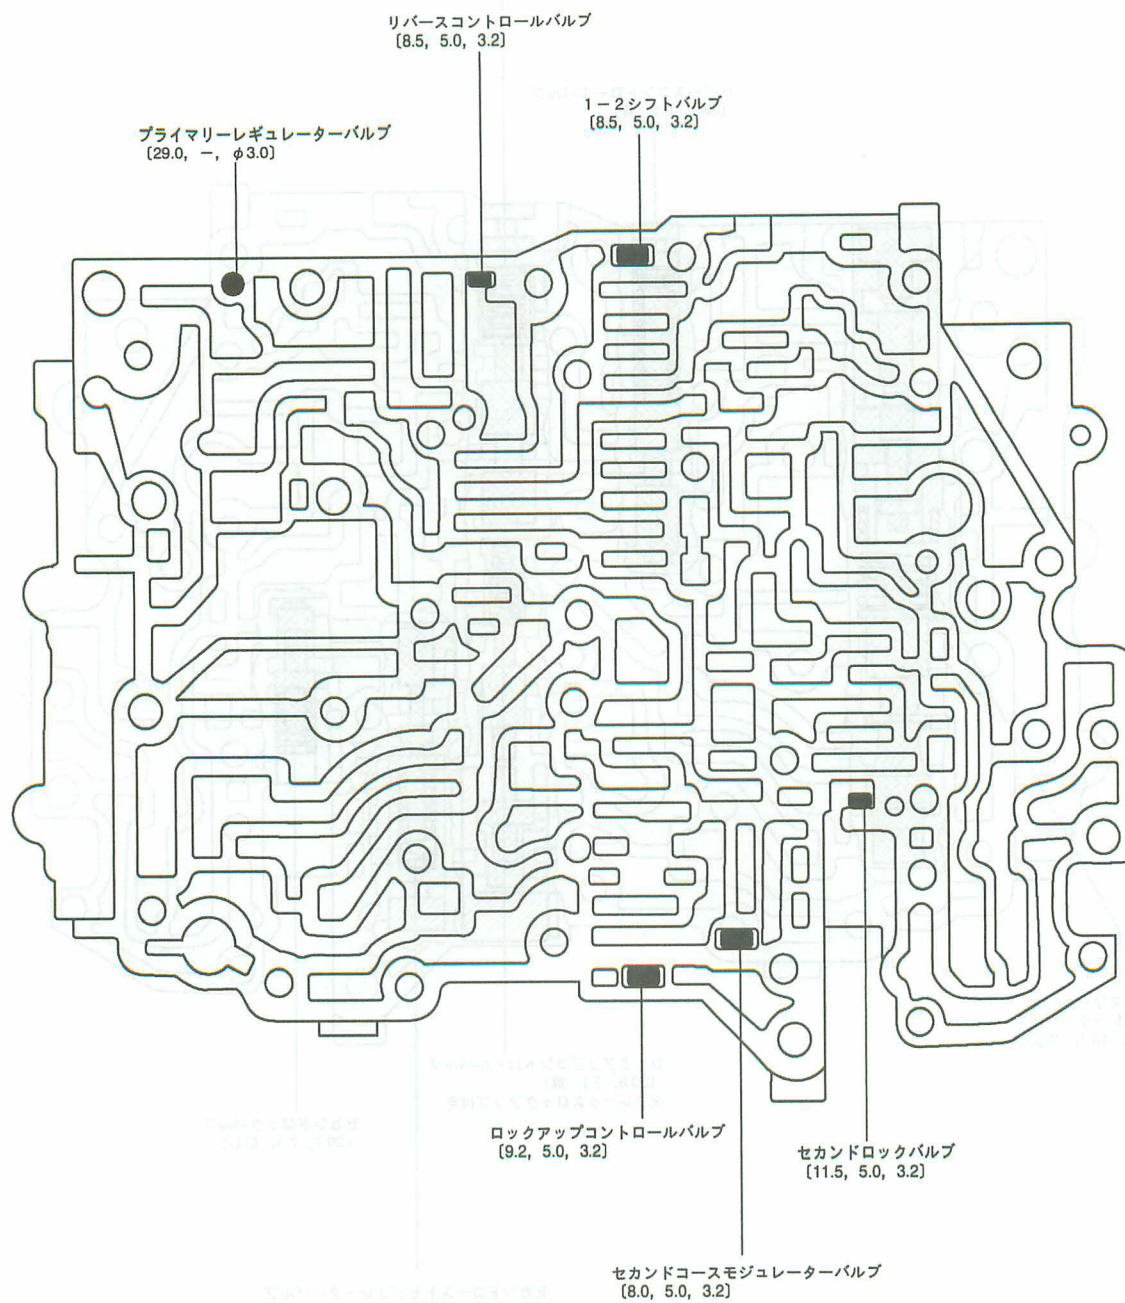 リバースコントロールバルブ
〔8.5, 5.0, 3.2〕
1－2シフトバルブ
〔8.5, 5.0, 3.2〕
プライマリーレギュレーターバルブ
〔29.0, －, φ3.0〕
ロックアップコントロールバルブ
〔9.2, 5.0, 3.2〕
セカンドロックバルブ
〔11.5, 5.0, 3.2〕
セカンドコースモジュレーターバルブ
〔8.0, 5.0, 3.2〕